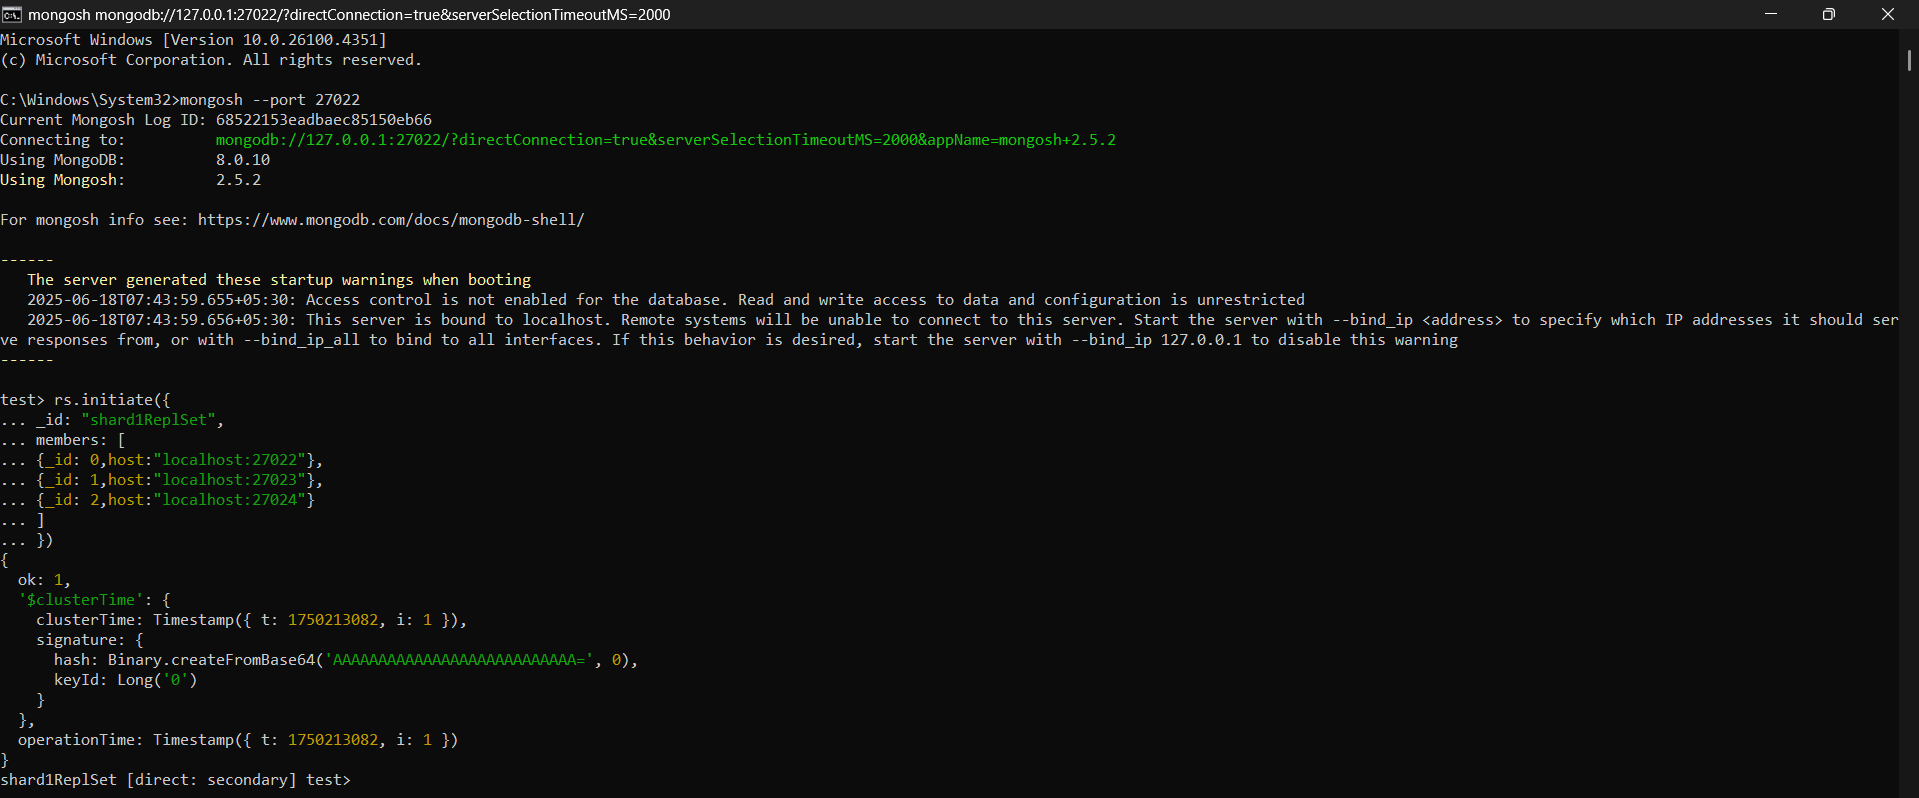 mongosh mongodb://127.0.0.1:27022/?directConnection=true&serverSelectionTimeoutMS=2000
Microsoft Windows [Version 10.0.26100.4351]
(c) Microsoft Corporation. All rights reserved.
C:\Windows\System32>mongosh --port 27022
Current Mongosh Log ID: 68522153eadbaec85150eb66
Connecting to:          mongodb://127.0.0.1:27022/?directConnection=true&serverSelectionTimeoutMS=2000&appName=mongosh+2.5.2
Using MongoDB:          8.0.10
Using Mongosh:          2.5.2
For mongosh info see: https://www.mongodb.com/docs/mongodb-shell/
------
   The server generated these startup warnings when booting
   2025-06-18T07:43:59.655+05:30: Access control is not enabled for the database. Read and write access to data and configuration is unrestricted
   2025-06-18T07:43:59.656+05:30: This server is bound to localhost. Remote systems will be unable to connect to this server. Start the server with --bind_ip <address> to specify which IP addresses it should ser
ve responses from, or with --bind_ip_all to bind to all interfaces. If this behavior is desired, start the server with --bind_ip 127.0.0.1 to disable this warning
------
test> rs.initiate({
... _id: "shard1ReplSet",
... members: [
... {_id: 0,host:"localhost:27022"},
... {_id: 1,host:"localhost:27023"},
... {_id: 2,host:"localhost:27024"}
... ]
... })
{
  ok: 1,
  '$clusterTime': {
    clusterTime: Timestamp({ t: 1750213082, i: 1 }),
    signature: {
      hash: Binary.createFromBase64('AAAAAAAAAAAAAAAAAAAAAAAAAAA=', 0),
      keyId: Long('0')
    }
  },
  operationTime: Timestamp({ t: 1750213082, i: 1 })
}
shard1ReplSet [direct: secondary] test>